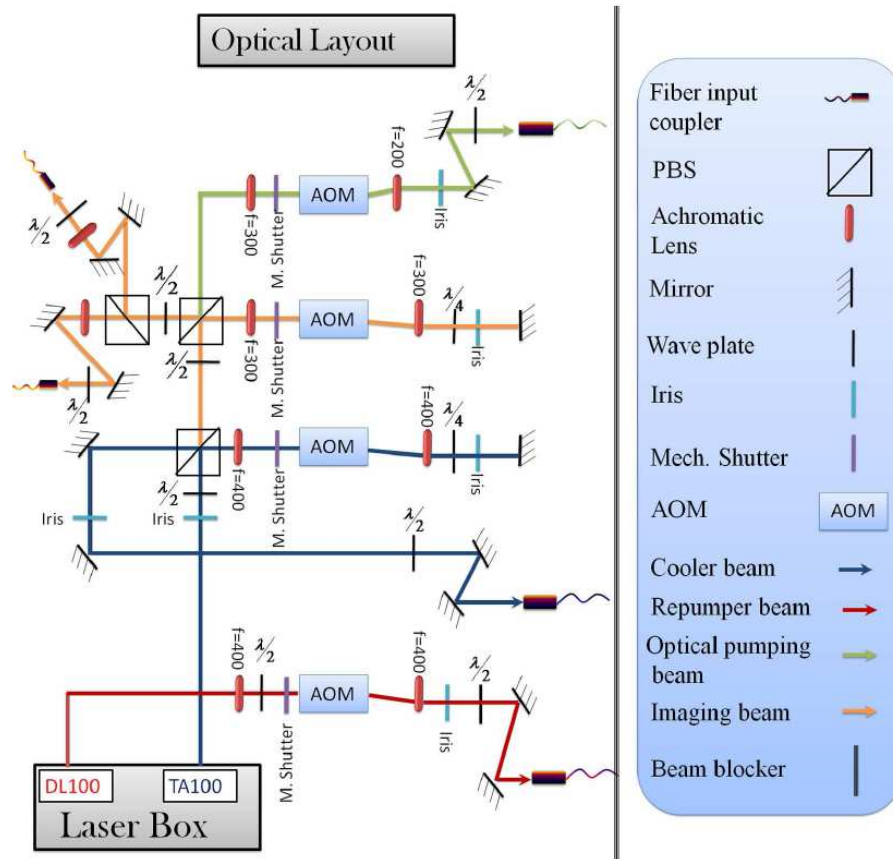 Optical Layout
λ/2
f=200
AOM
Iris
f=300
M. Shutter
λ/2
λ/2
f=300
λ/4
AOM
Iris
f=300
M. Shutter
λ/2
λ/2
f=400
λ/4
AOM
Iris
f=400
M. Shutter
λ/2
Iris
Iris
λ/2
f=400
λ/2
AOM
M. Shutter
f=400
λ/2
Iris
DL100
TA100
Laser Box
Fiber input
coupler
PBS
Achromatic
Lens
Mirror
Wave plate
Iris
Mech. Shutter
AOM
AOM
Cooler beam
Repumper beam
Optical pumping
beam
Imaging beam
Beam blocker